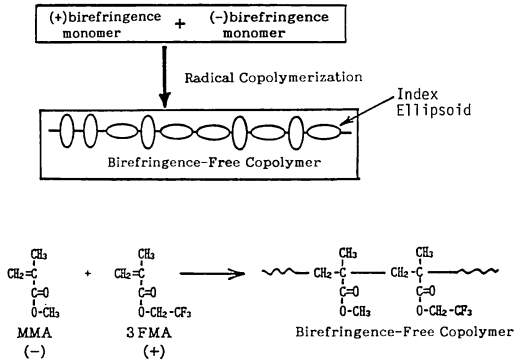 (+)birefringence monomer + (-)birefringence monomer
Radical Copolymerization
Index Ellipsoid
Birefringence-Free Copolymer
CH3 CH3 CH3 CH3
CH2=C + CH2=C CH2-C CH2-C
C=O C=O C=O C=O
O-CH3 O-CH2-CF3 O-CH3 O-CH2-CF3
MMA 3FMA Birefringence-Free Copolymer
(-) (+)